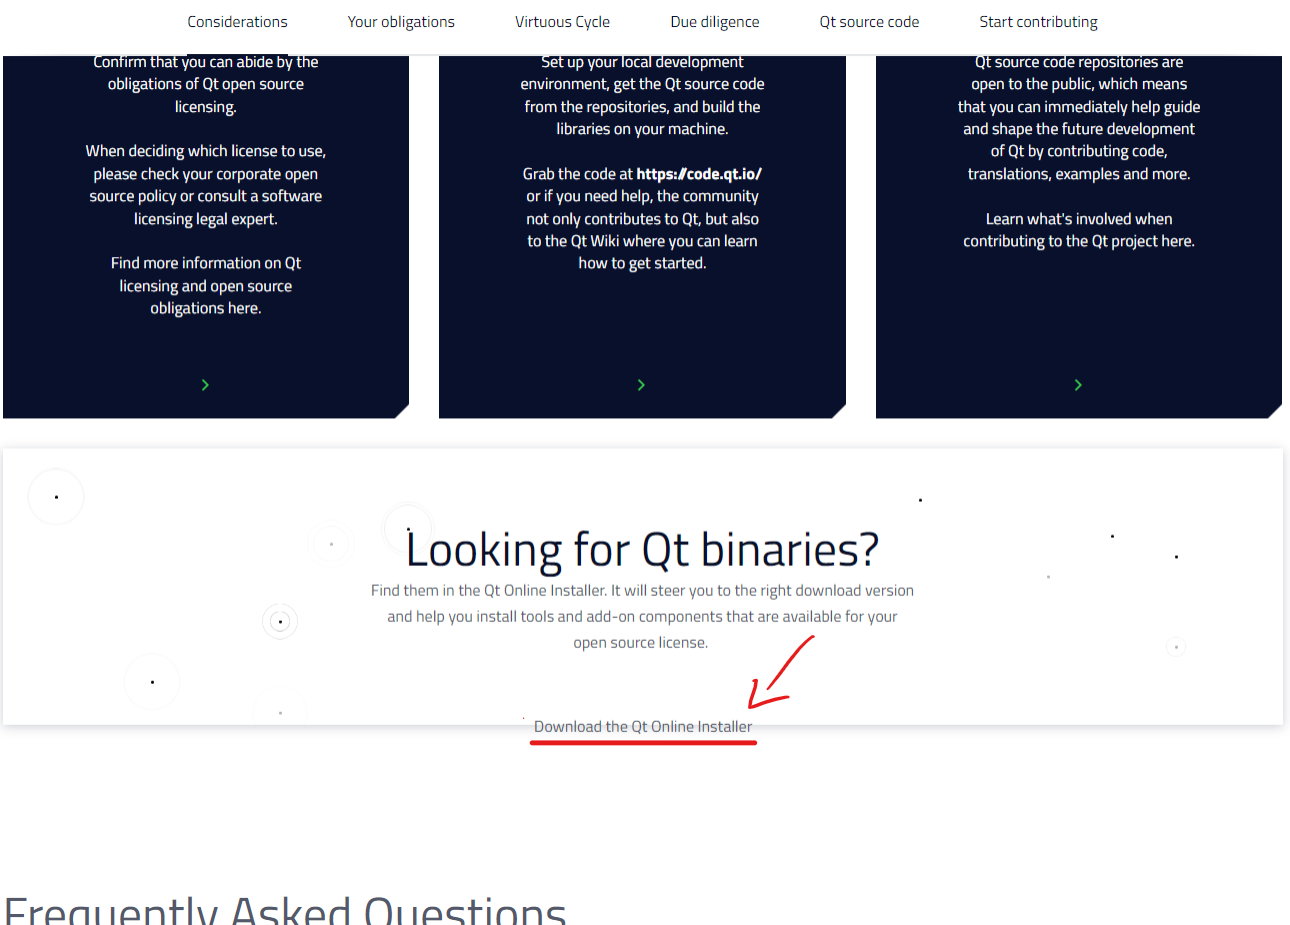 Considerations
Your obligations
Virtuous Cycle
Due diligence
Qt source code
Start contributing
Confirm that you can abide by the
obligations of Qt open source
licensing.
When deciding which license to use,
please check your corporate open
source policy or consult a software
licensing legal expert.
Find more information on Qt
licensing and open source
obligations here.
Set up your local development
environment, get the Qt source code
from the repositories, and build the
libraries on your machine.
Grab the code at https://code.qt.io/
or if you need help, the community
not only contributes to Qt, but also
to the Qt Wiki where you can learn
how to get started.
Qt source code repositories are
open to the public, which means
that you can immediately help guide
and shape the future development
of Qt by contributing code,
translations, examples and more.
Learn what's involved when
contributing to the Qt project here.
Looking for Qt binaries?
Find them in the Qt Online Installer. It will steer you to the right download version
and help you install tools and add-on components that are available for your
open source license.
Download the Qt Online Installer
Frequently Asked Questions